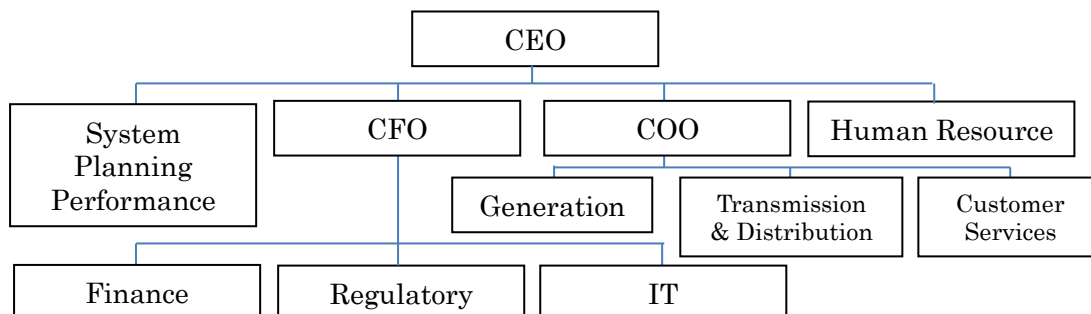 CEO
System
Planning
Performance
CFO
COO
Human Resource
Generation
Transmission
& Distribution
Customer
Services
Finance
Regulatory
IT